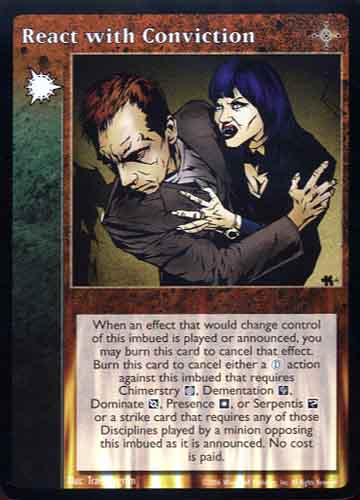 React with Conviction
When an effect that would change control
of this imbued is played or announced, you
may burn this card to cancel that effect.
Burn this card to cancel either a Ⓓ action
against this imbued that requires
Chimerstry, Dementation,
Dominate, Presence, or Serpentis
or a strike card that requires any of those
Disciplines played by a minion opposing
this imbued as it is announced. No cost
is paid.
Illus: